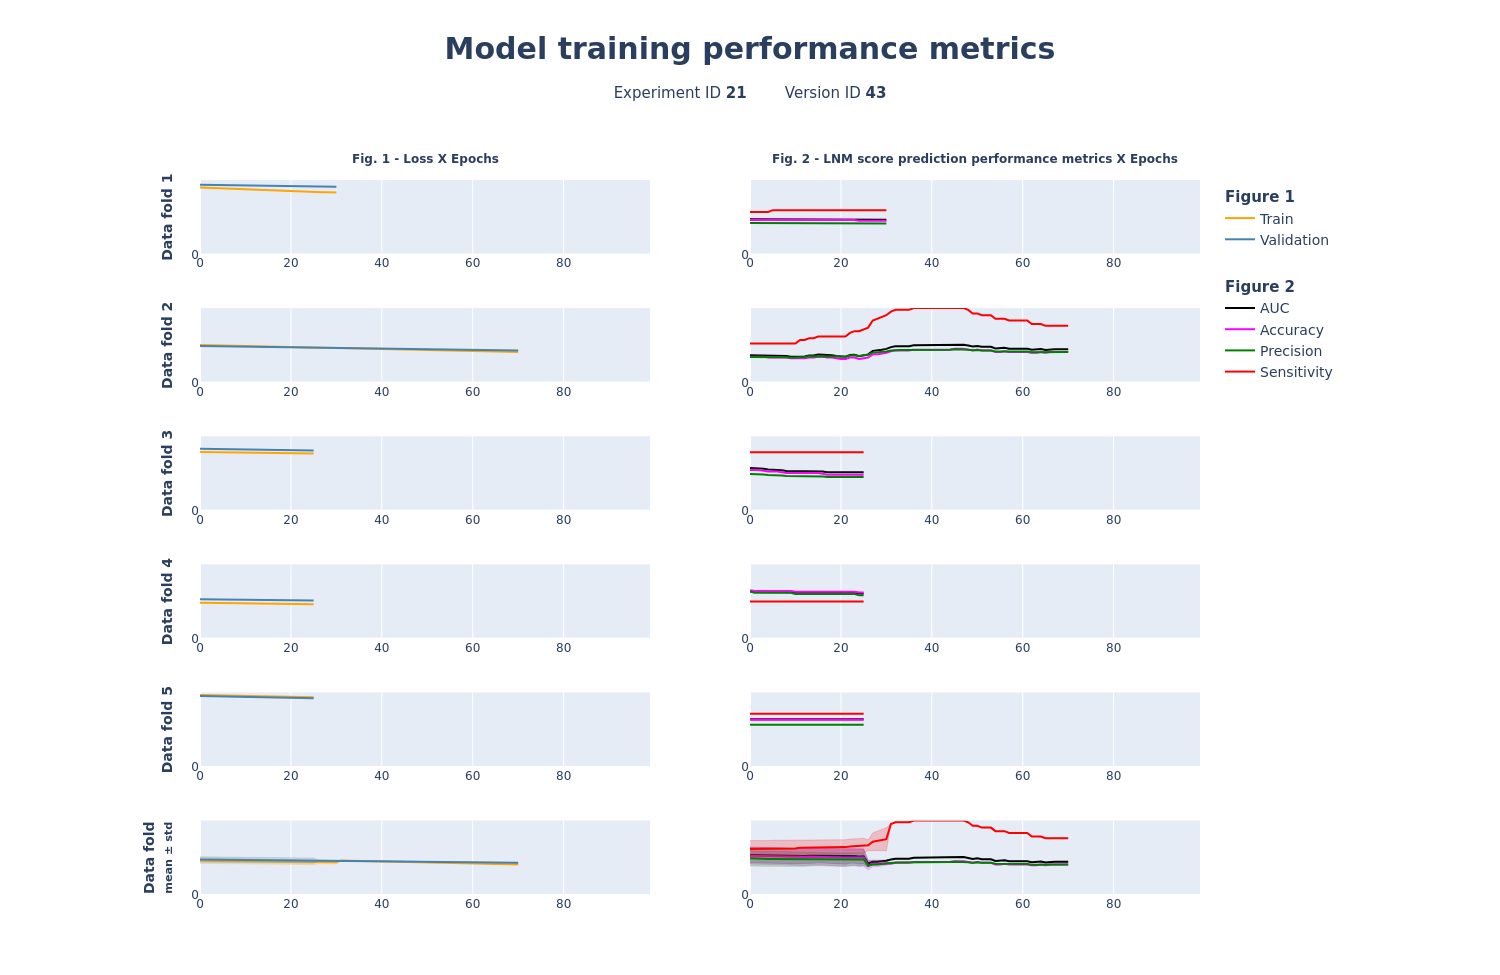 Model training performance metrics
Experiment ID 21 Version ID 43
Fig. 1 - Loss X Epochs
Fig. 2 - LNM score prediction performance metrics X Epochs
Data fold 1
0
0 20 40 60 80
0
0 20 40 60 80
Figure 1
Train
Validation
Figure 2
AUC
Accuracy
Precision
Sensitivity
Data fold 2
0
0 20 40 60 80
0
0 20 40 60 80
Data fold 3
0
0 20 40 60 80
0
0 20 40 60 80
Data fold 4
0
0 20 40 60 80
0
0 20 40 60 80
Data fold 5
0
0 20 40 60 80
0
0 20 40 60 80
Data fold
mean ± std
0
0 20 40 60 80
0
0 20 40 60 80